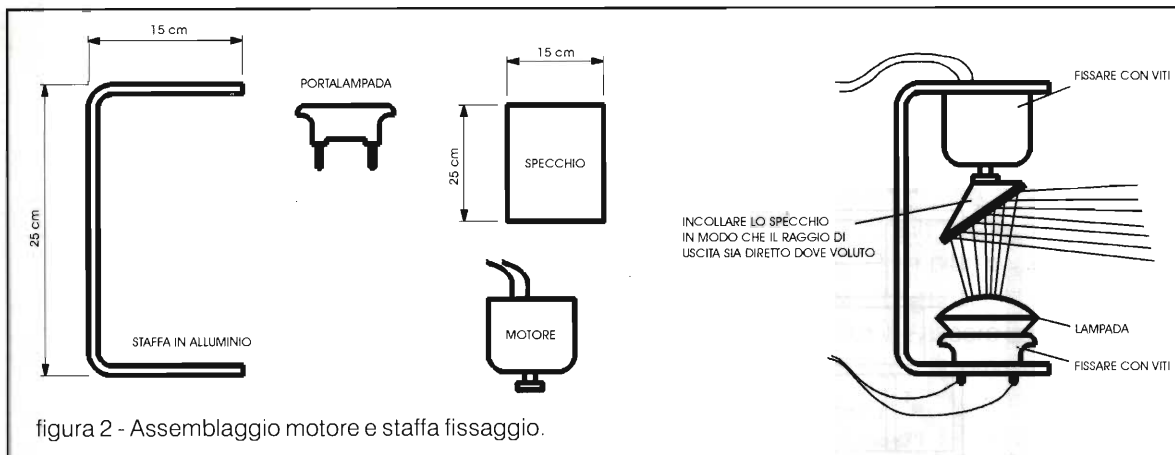 15 cm
25 cm
STAFFA IN ALLUMINIO
PORTALAMPADA
15 cm
25 cm
SPECCHIO
MOTORE
FISSARE CON VITI
INCOLLARE LO SPECCHIO
IN MODO CHE IL RAGGIO DI
USCITA SIA DIRETTO DOVE VOLUTO
LAMPADA
FISSARE CON VITI
figura 2 - Assemblaggio motore e staffa fissaggio.